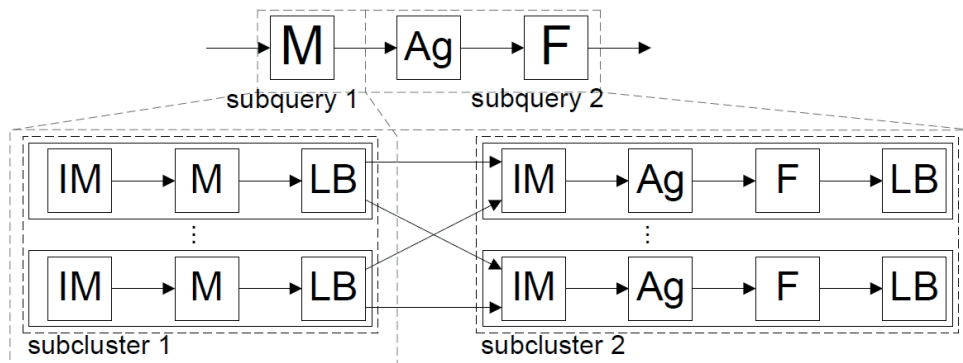 M Ag F
subquery 1 subquery 2
IM M LB IM Ag F LB
⋮ ⋮
IM M LB IM Ag F LB
subcluster 1 subcluster 2